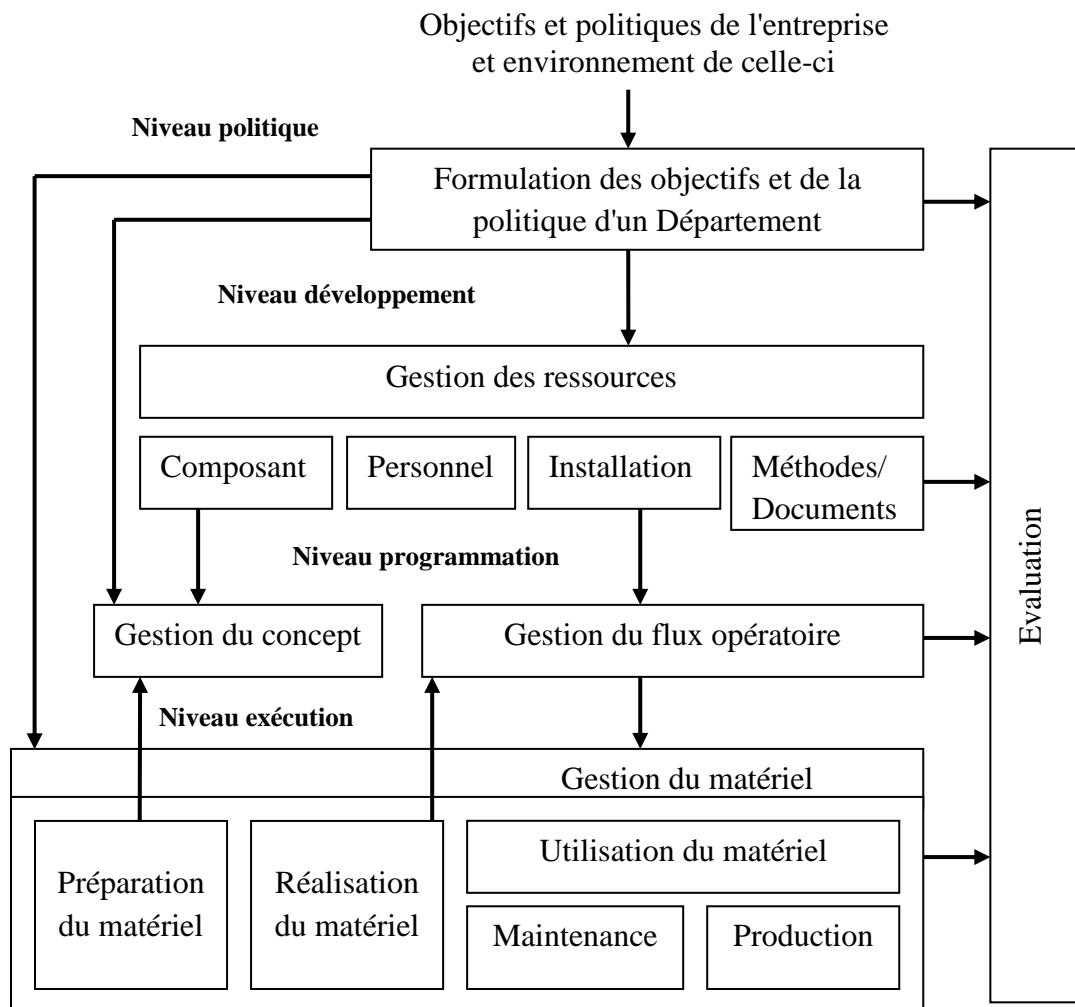 Objectifs et politiques de l'entreprise
et environnement de celle-ci
Niveau politique
Formulation des objectifs et de la
politique d'un Département
Niveau développement
Gestion des ressources
Composant
Personnel
Installation
Méthodes/
Documents
Niveau programmation
Gestion du concept
Gestion du flux opératoire
Niveau exécution
Gestion du matériel
Préparation
du matériel
Réalisation
du matériel
Utilisation du matériel
Maintenance
Production
Evaluation